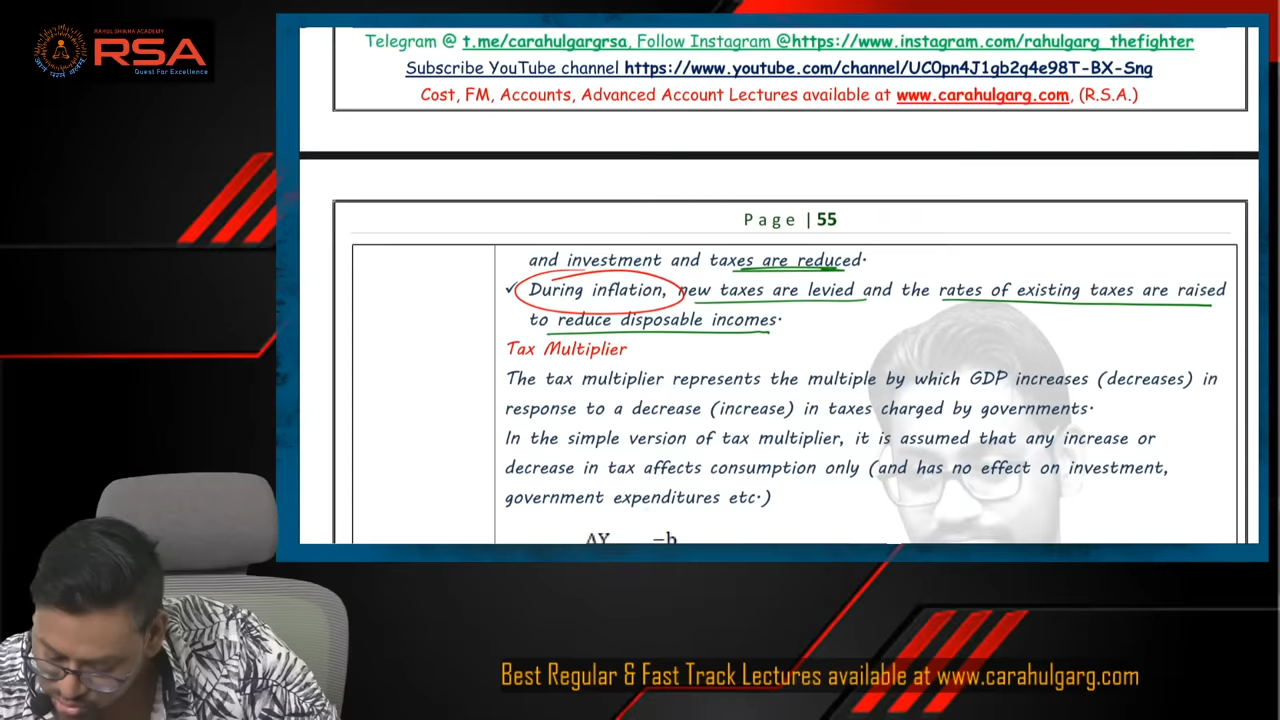 RAHUL SHIKHA ACADEMY
RSA
Quest For Excellence
Telegram @ t.me/carahulgargrsa, Follow Instagram @https://www.instagram.com/rahulgarg_thefighter
Subscribe YouTube channel https://www.youtube.com/channel/UC0pn4J1gb2q4e98T-BX-Sng
Cost, FM, Accounts, Advanced Account Lectures available at www.carahulgarg.com, (R.S.A.)
Page | 55
and investment and taxes are reduced.
✓ During inflation, new taxes are levied and the rates of existing taxes are raised
to reduce disposable incomes.
Tax Multiplier
The tax multiplier represents the multiple by which GDP increases (decreases) in
response to a decrease (increase) in taxes charged by governments.
In the simple version of tax multiplier, it is assumed that any increase or
decrease in tax affects consumption only (and has no effect on investment,
government expenditures etc.)
ΔY −b
Best Regular & Fast Track Lectures available at www.carahulgarg.com